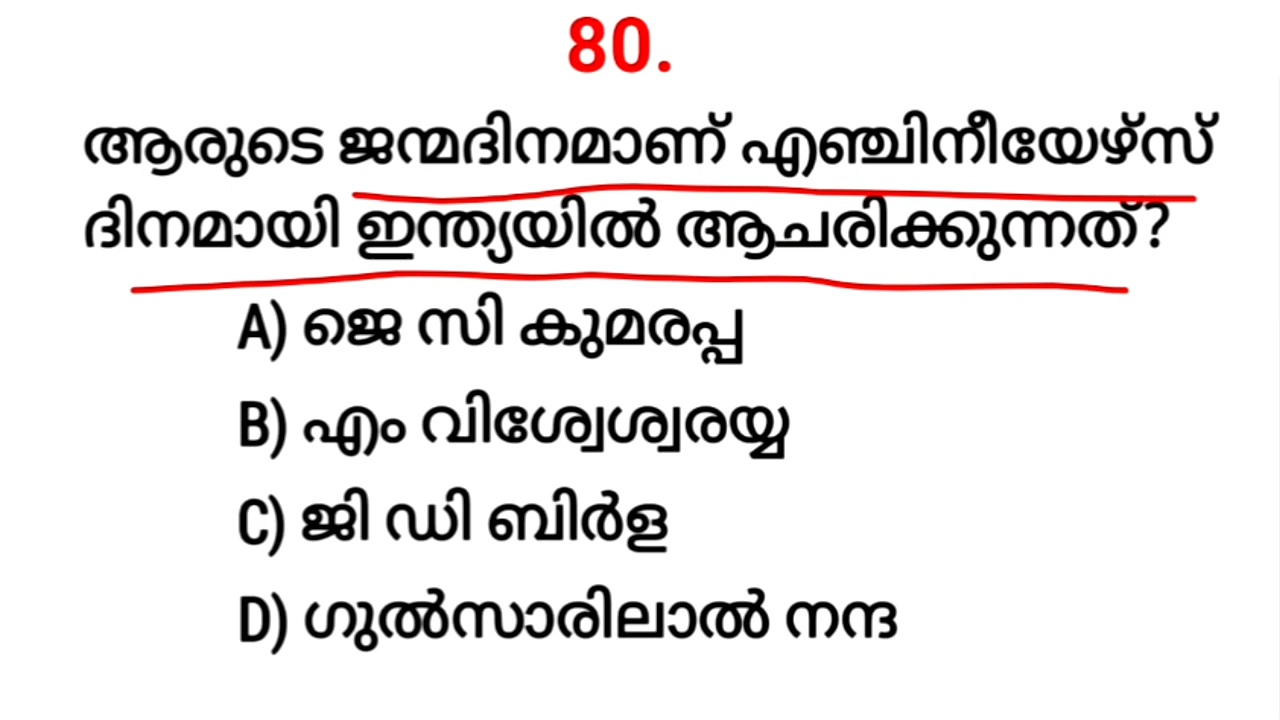 80.
ആരുടെ ജന്മദിനമാണ് എഞ്ചിനീയേഴ്സ്
ദിനമായി ഇന്ത്യയിൽ ആചരിക്കുന്നത്?
A) ജെ സി കുമരപ്പ
B) എം വിശ്വേശ്വരയ്യ
C) ജി ഡി ബിർള
D) ഗുൽസാരിലാൽ നന്ദ